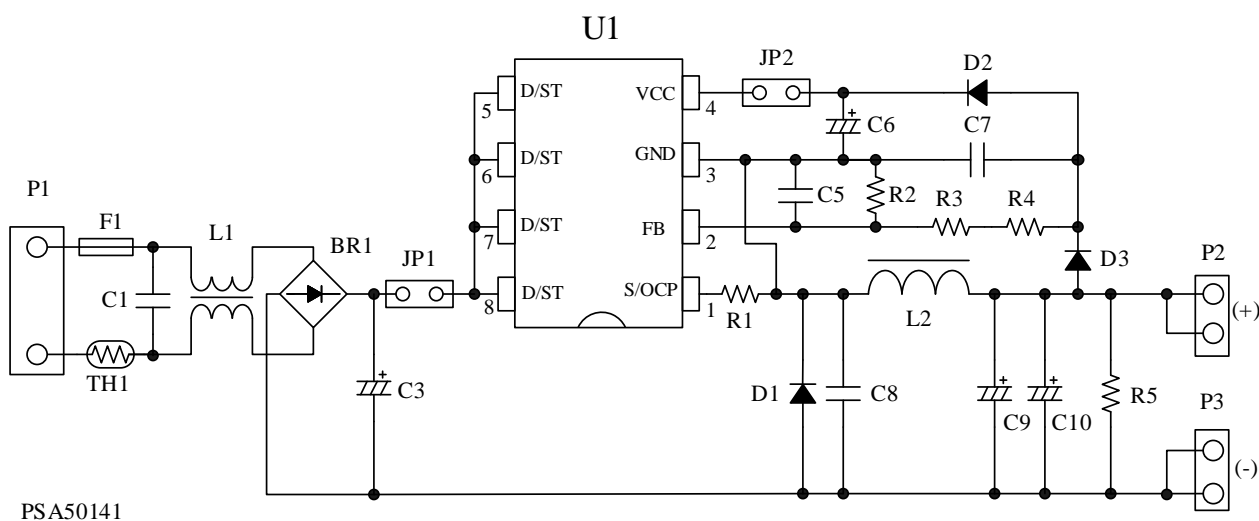 U1
JP2
D2
D/ST
VCC
5
4
C6
C7
D/ST
GND
6
3
P1
C5
R2
R3
R4
F1
L1
D/ST
FB
7
2
BR1
JP1
D3
P2
C1
D/ST
S/OCP
8
1
R1
L2
(+)
TH1
C3
D1
C8
C9
C10
R5
P3
(-)
PSA50141
+
+
+
+